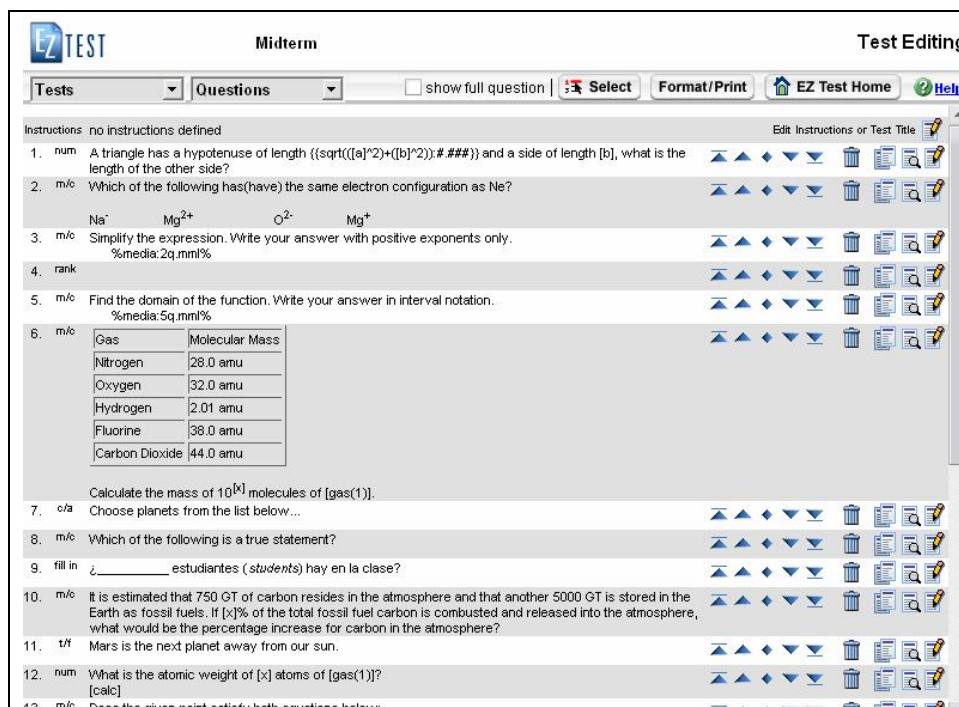 EZ TEST Midterm Test Editing
Tests Questions show full question Select Format/Print EZ Test Home Help
Instructions no instructions defined Edit Instructions or Test Title
1. num A triangle has a hypotenuse of length {{sqrt(([a]^2)+([b]^2)):#.###}} and a side of length [b], what is the
length of the other side?
2. m/c Which of the following has(have) the same electron configuration as Ne?
Na⁻ Mg²⁺ O²⁻ Mg⁺
3. m/c Simplify the expression. Write your answer with positive exponents only.
%media:2q.mml%
4. rank
5. m/c Find the domain of the function. Write your answer in interval notation.
%media:5q.mml%
6. m/c Gas Molecular Mass
Nitrogen 28.0 amu
Oxygen 32.0 amu
Hydrogen 2.01 amu
Fluorine 38.0 amu
Carbon Dioxide 44.0 amu
Calculate the mass of 10^[x] molecules of [gas(1)].
7. c/a Choose planets from the list below...
8. m/c Which of the following is a true statement?
9. fill in ¿__________ estudiantes (students) hay en la clase?
10. m/c It is estimated that 750 GT of carbon resides in the atmosphere and that another 5000 GT is stored in the
Earth as fossil fuels. If [x]% of the total fossil fuel carbon is combusted and released into the atmosphere,
what would be the percentage increase for carbon in the atmosphere?
11. t/f Mars is the next planet away from our sun.
12. num What is the atomic weight of [x] atoms of [gas(1)]?
[calc]
13. m/c Does the given point satisfy both equations below: